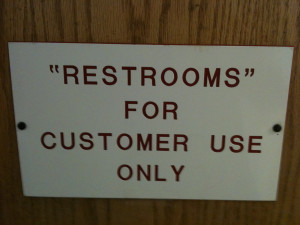 "RESTROOMS"
FOR
CUSTOMER USE
ONLY